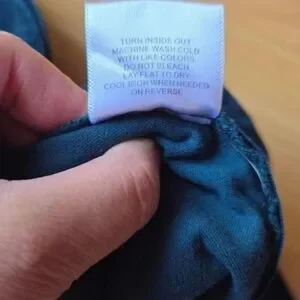 TURN INSIDE OUT
MACHINE WASH COLD
WITH LIKE COLORS
DO NOT BLEACH
LAY FLAT TO DRY
COOL IRON WHEN NEEDED
ON REVERSE